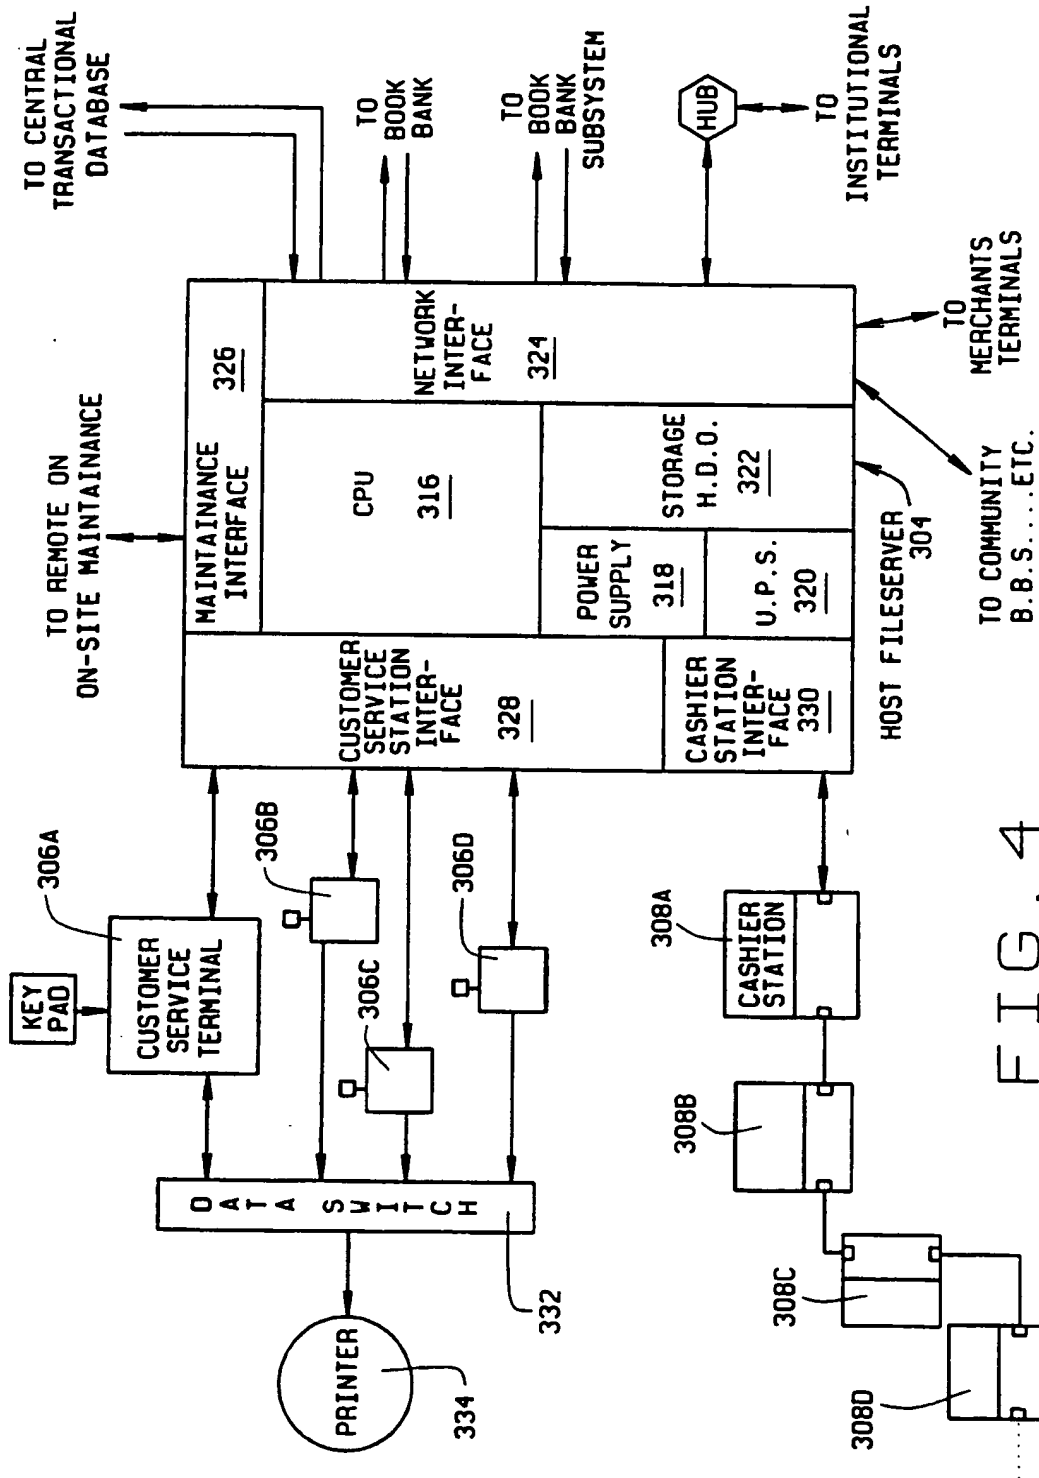 TO CENTRAL
TRANSACTIONAL
DATABASE
TO
BOOK
BANK
TO
BOOK
BANK
SUBSYSTEM
HUB
TO
INSTITUTIONAL
TERMINALS
TO REMOTE ON
ON-SITE MAINTAINANCE
MAINTAINANCE
INTERFACE
326
NETWORK
INTER-
FACE
324
CPU
316
STORAGE
H.D.O.
322
POWER
SUPPLY
318
U.P.S.
320
CUSTOMER
SERVICE
STATION
INTER-
FACE
328
CASHIER
STATION
INTER-
FACE
330
TO
MERCHANTS
TERMINALS
TO COMMUNITY
B.B.S....ETC.
HOST FILESERVER
304
KEY
PAD
CUSTOMER
SERVICE
TERMINAL
306A
306B
306C
306D
DATA SWITCH
332
PRINTER
334
CASHIER
STATION
308A
308B
308C
308D
FIG. 4